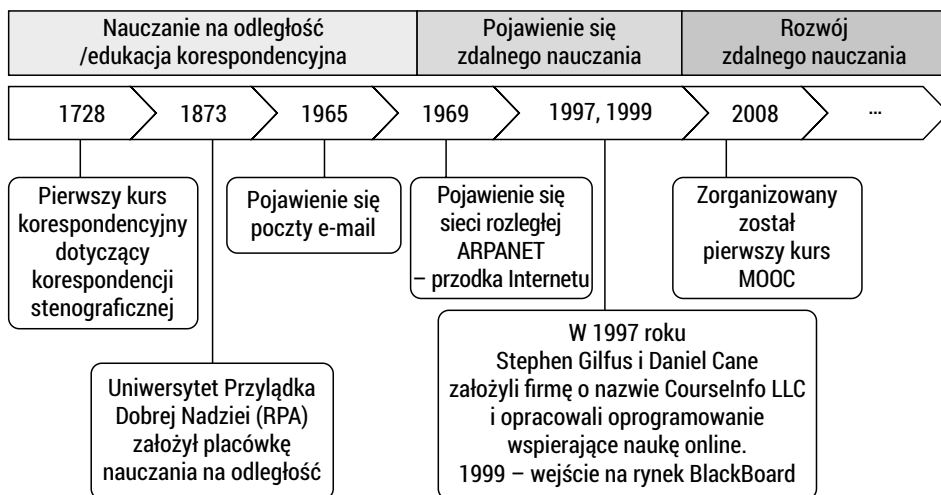 Nauczanie na odległość
/edukacja korespondencyjna
Pojawienie się
zdalnego nauczania
Rozwój
zdalnego nauczania
1728
1873
1965
1969
1997, 1999
2008
...
Pierwszy kurs
korespondencyjny
dotyczący
korespondencji
stenograficznej
Pojawienie się
poczty e-mail
Pojawienie się
sieci rozległej
ARPANET
– przodka Internetu
Zorganizowany
został
pierwszy kurs
MOOC
Uniwersytet Przylądka
Dobrej Nadziei (RPA)
założył placówkę
nauczania na odległość
W 1997 roku
Stephen Gilfus i Daniel Cane
założyli firmę o nazwie CourseInfo LLC
i opracowali oprogramowanie
wspierające naukę online.
1999 – wejście na rynek BlackBoard